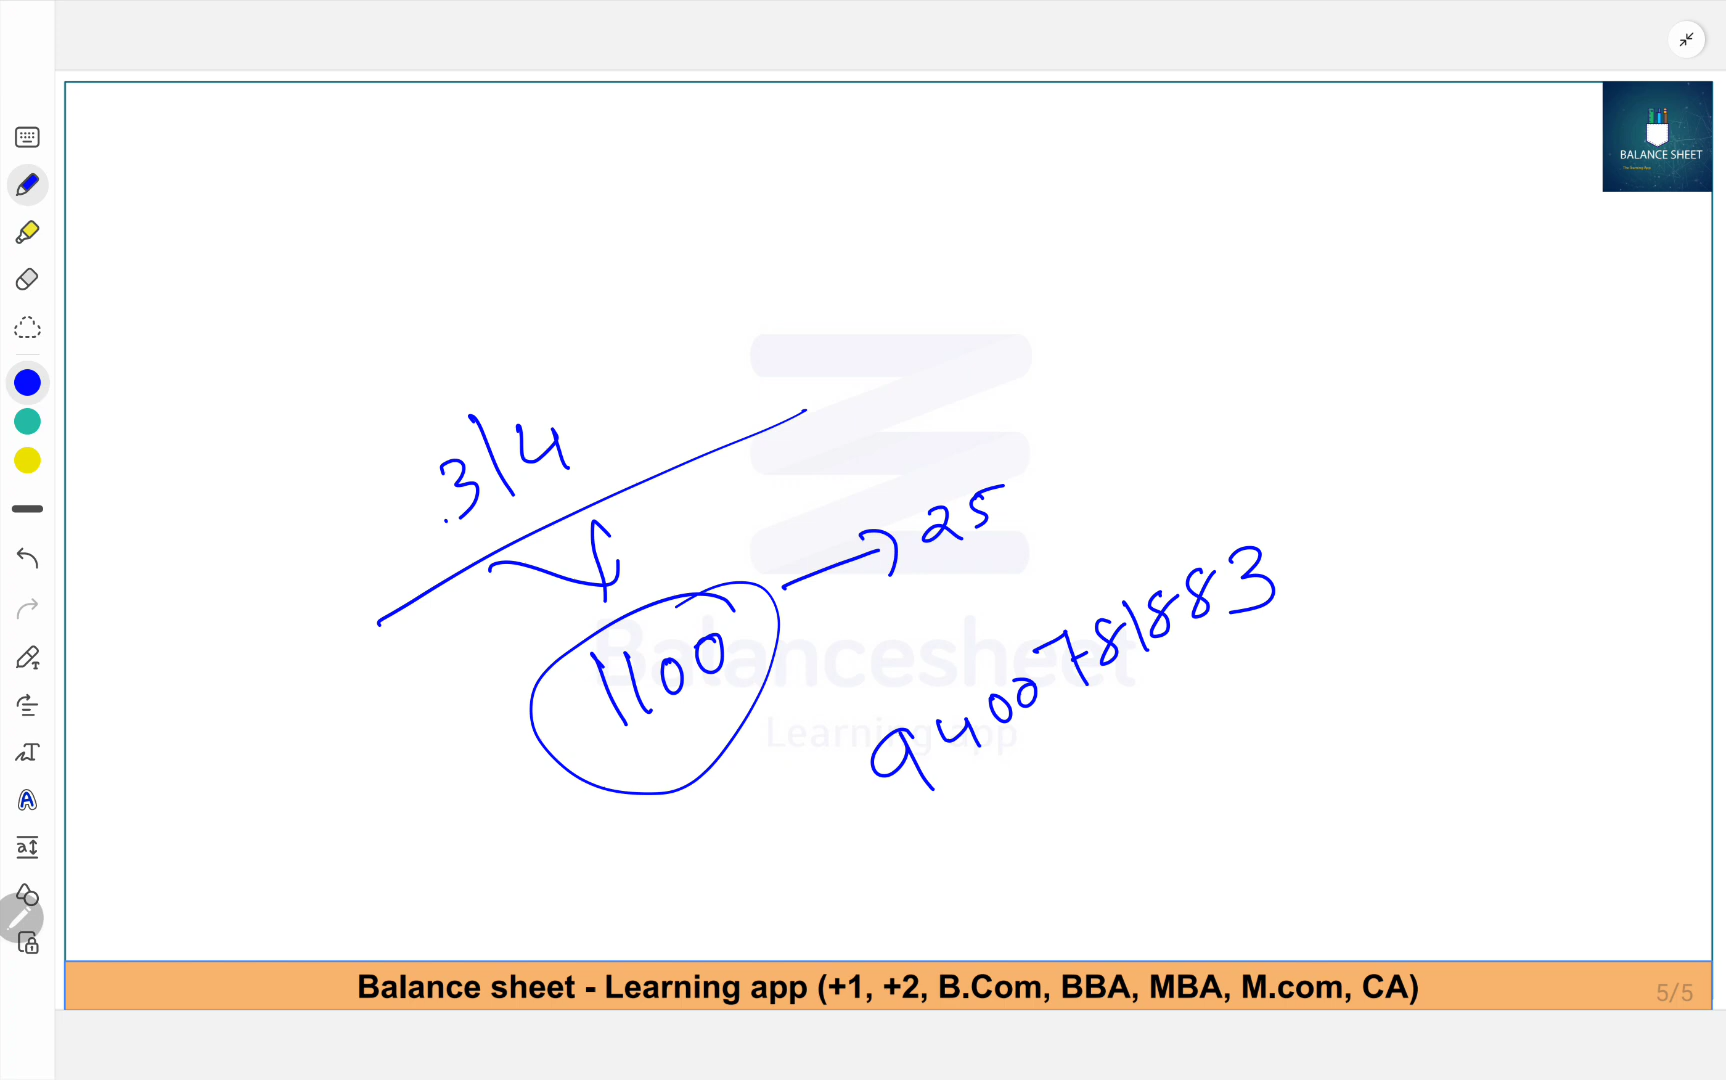 BALANCE SHEET
3/4
25
1100
9400781883
Balancesheet
Learning app
Balance sheet - Learning app (+1, +2, B.Com, BBA, MBA, M.com, CA)
5/5